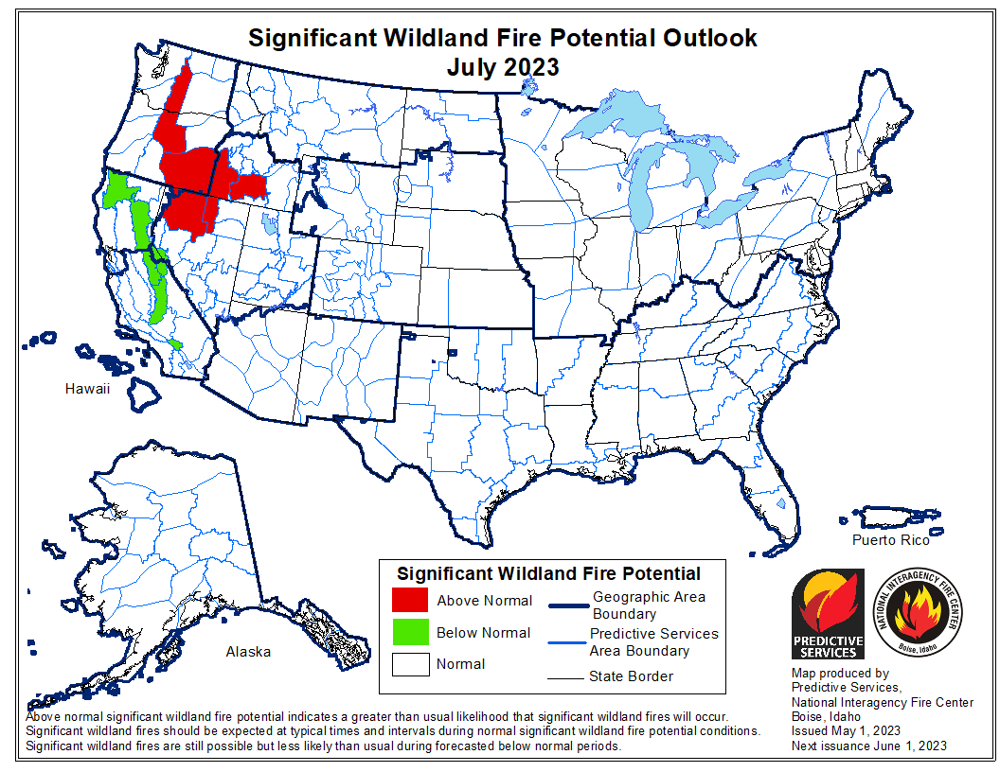 Significant Wildland Fire Potential Outlook
July 2023
Hawaii
Alaska
Puerto Rico
Significant Wildland Fire Potential
Above Normal
Below Normal
Normal
Geographic Area
Boundary
Predictive Services
Area Boundary
State Border
PREDICTIVE
SERVICES
NATIONAL INTERAGENCY FIRE CENTER
Boise, Idaho
Map produced by
Predictive Services,
National Interagency Fire Center
Boise, Idaho
Issued May 1, 2023
Next issuance June 1, 2023
Above normal significant wildland fire potential indicates a greater than usual likelihood that significant wildland fires will occur.
Significant wildland fires should be expected at typical times and intervals during normal significant wildland fire potential conditions.
Significant wildland fires are still possible but less likely than usual during forecasted below normal periods.